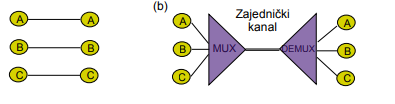 (b)
Zajednički
kanal
A A A A
B B B MUX DEMUX B
C C C C